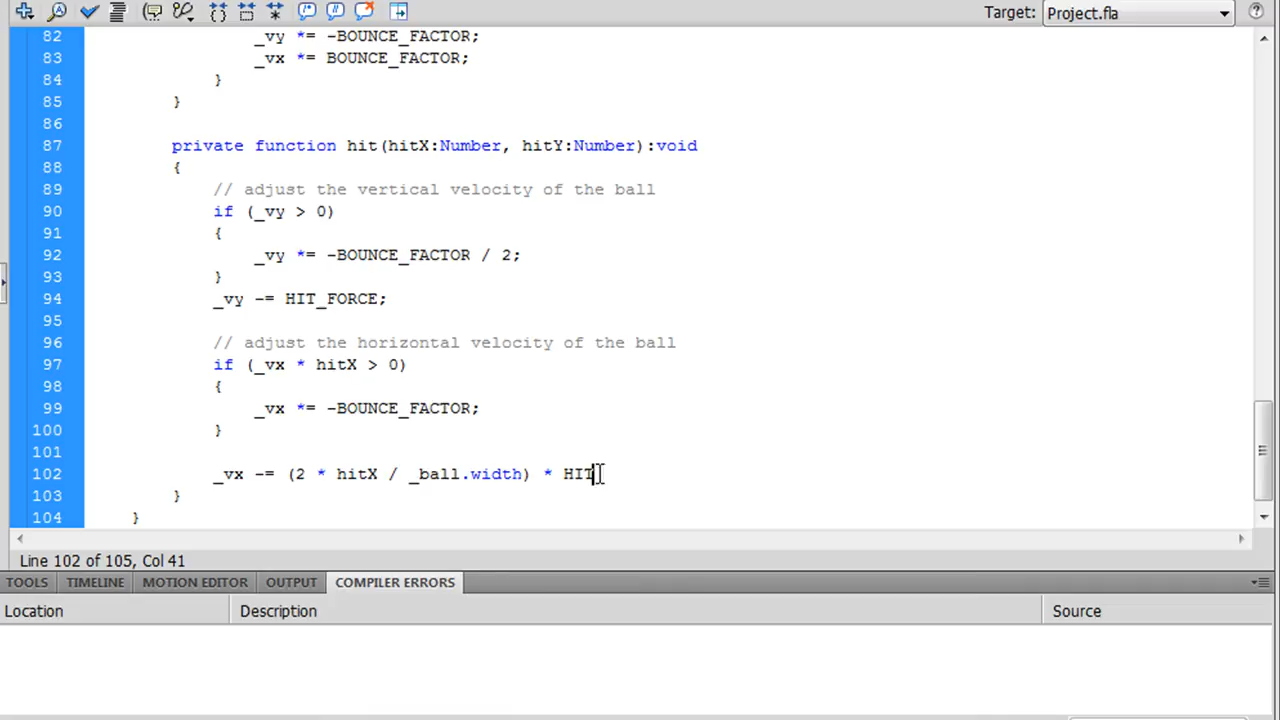 Target: Project.fla
82 _vy *= -BOUNCE_FACTOR;
83 _vx *= BOUNCE_FACTOR;
84 }
85 }
86
87 private function hit(hitX:Number, hitY:Number):void
88 {
89 // adjust the vertical velocity of the ball
90 if (_vy > 0)
91 {
92 _vy *= -BOUNCE_FACTOR / 2;
93 }
94 _vy -= HIT_FORCE;
95
96 // adjust the horizontal velocity of the ball
97 if (_vx * hitX > 0)
98 {
99 _vx *= -BOUNCE_FACTOR;
100 }
101
102 _vx -= (2 * hitX / _ball.width) * HIT
103 }
104 }
Line 102 of 105, Col 41
TOOLS TIMELINE MOTION EDITOR OUTPUT COMPILER ERRORS
Location Description Source